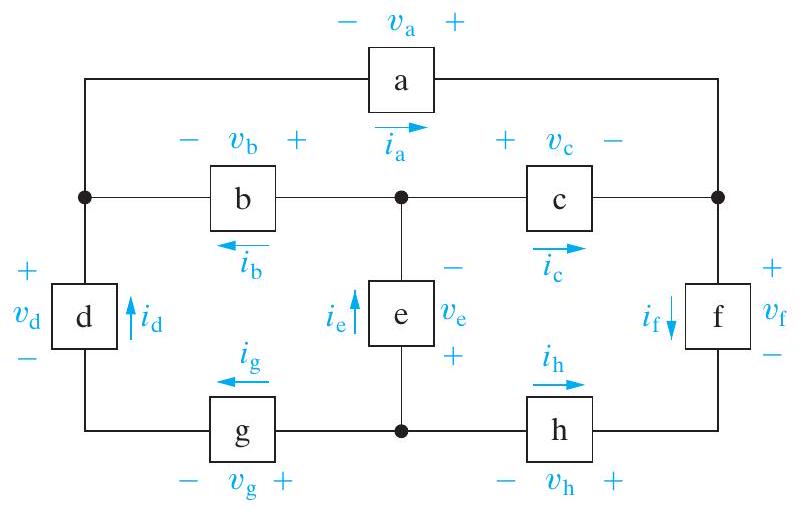 − v_a +
a
i_a
− v_b +
+ v_c −
b
c
i_b
i_c
+
v_d
−
d
i_d
i_e
e
−
v_e
+
i_f
f
+
v_f
−
i_g
i_h
g
h
− v_g +
− v_h +